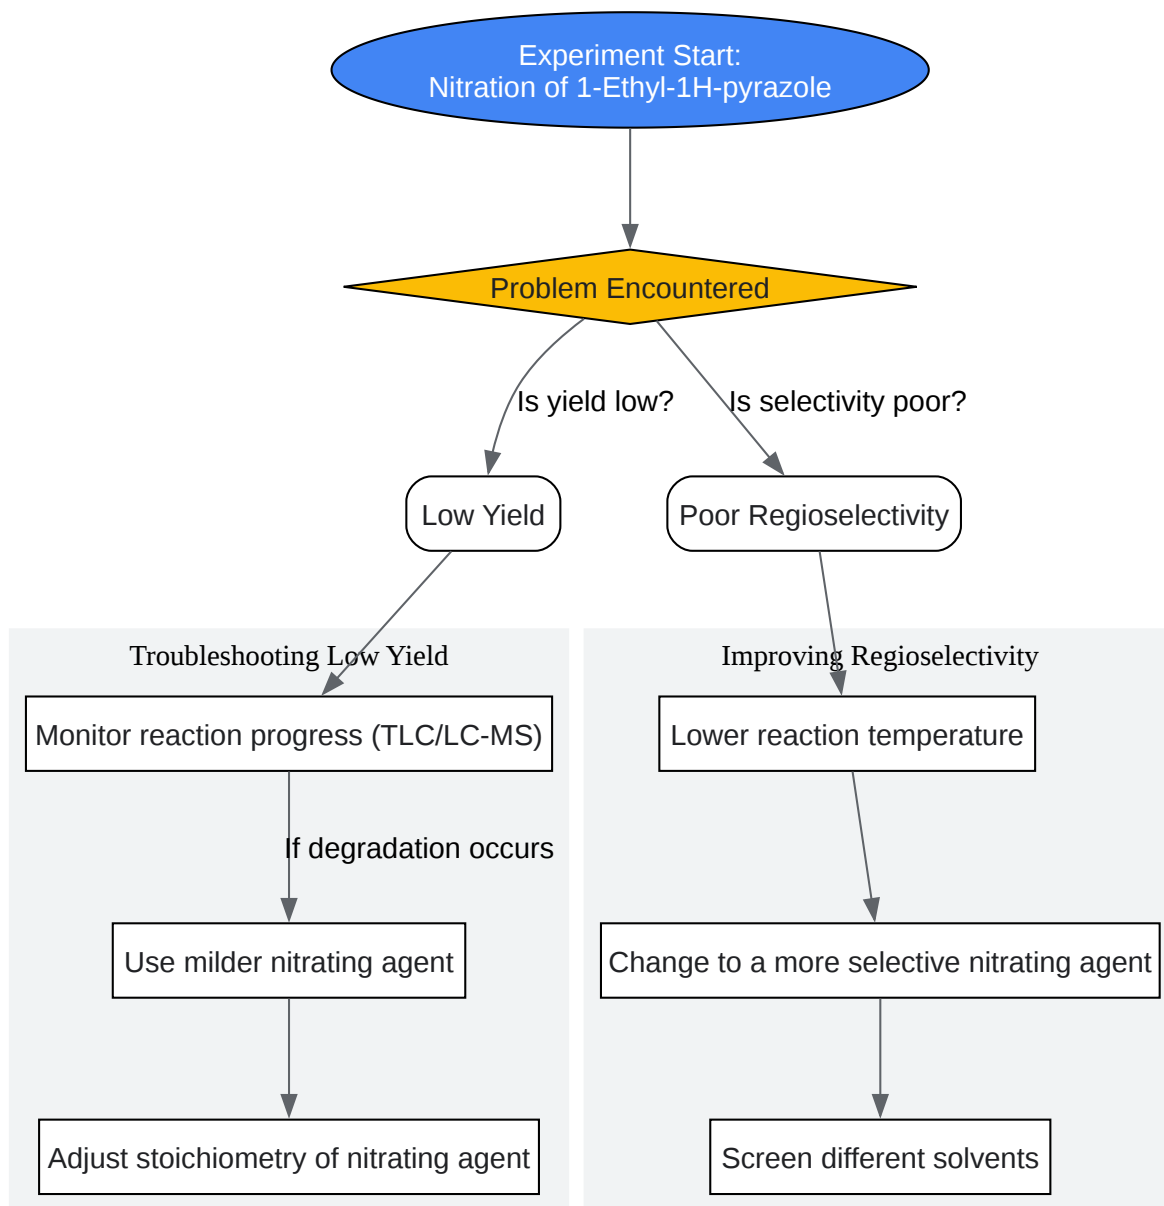 Experiment Start:
Nitration of 1-Ethyl-1H-pyrazole
Problem Encountered
Is yield low?
Is selectivity poor?
Low Yield
Poor Regioselectivity
Troubleshooting Low Yield
Monitor reaction progress (TLC/LC-MS)
If degradation occurs
Use milder nitrating agent
Adjust stoichiometry of nitrating agent
Improving Regioselectivity
Lower reaction temperature
Change to a more selective nitrating agent
Screen different solvents